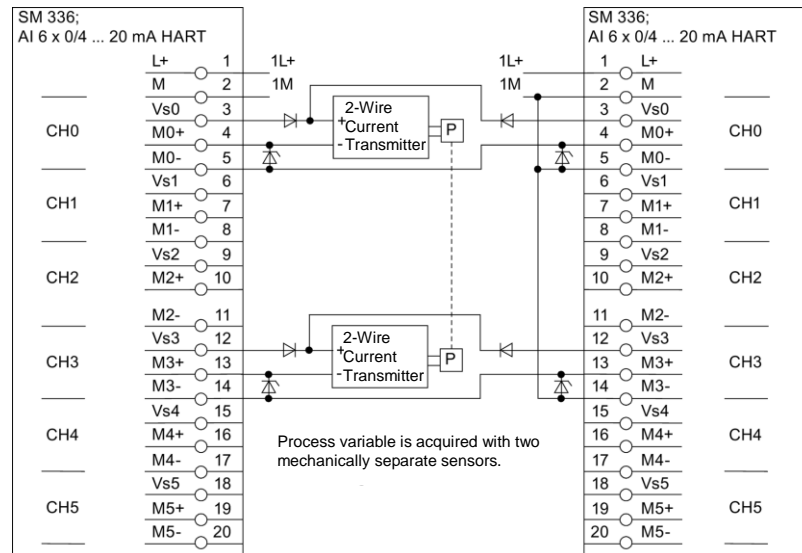 SM 336;
AI 6 x 0/4 ... 20 mA HART
L+ 1 1L+
M 2 1M
Vs0 3
CH0 M0+ 4
M0- 5
Vs1 6
CH1 M1+ 7
M1- 8
Vs2 9
CH2 M2+ 10
M2- 11
Vs3 12
CH3 M3+ 13
M3- 14
Vs4 15
CH4 M4+ 16
M4- 17
Vs5 18
CH5 M5+ 19
M5- 20
2-Wire
+Current
-Transmitter
P
2-Wire
+Current
-Transmitter
P
Process variable is acquired with two
mechanically separate sensors.
SM 336;
AI 6 x 0/4 ... 20 mA HART
1L+ 1 L+
1M 2 M
3 Vs0
4 M0+ CH0
5 M0-
6 Vs1
7 M1+ CH1
8 M1-
9 Vs2
10 M2+ CH2
11 M2-
12 Vs3
13 M3+ CH3
14 M3-
15 Vs4
16 M4+ CH4
17 M4-
18 Vs5
19 M5+ CH5
20 M5-